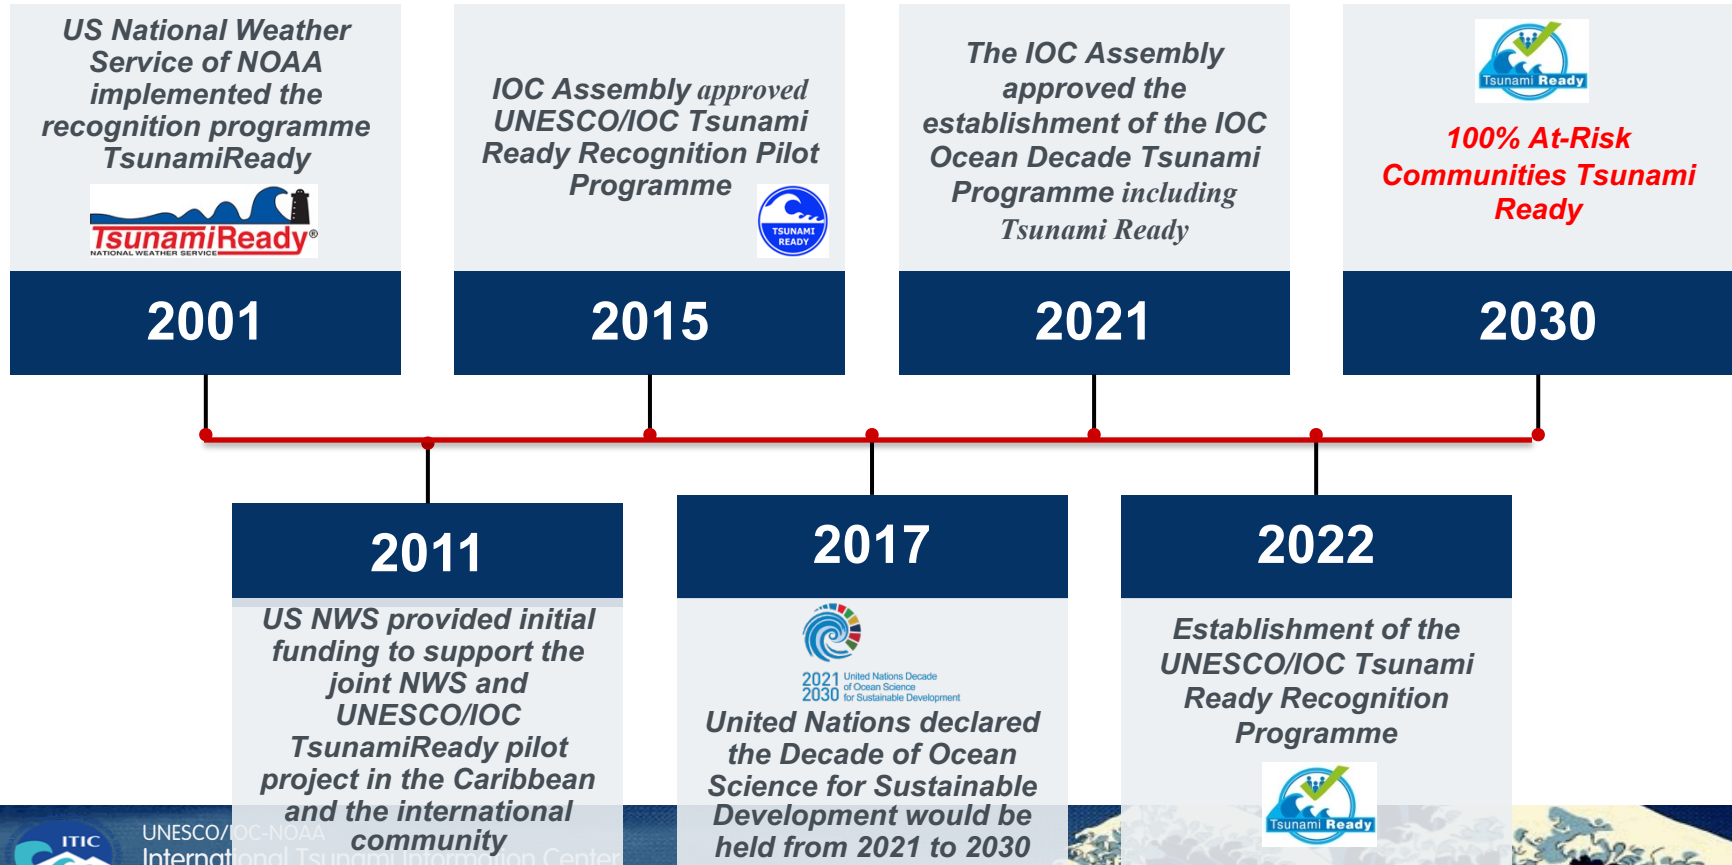 US National Weather
Service of NOAA
implemented the
recognition programme
TsunamiReady
TsunamiReady®
NATIONAL WEATHER SERVICE
2001
IOC Assembly approved
UNESCO/IOC Tsunami
Ready Recognition Pilot
Programme
TSUNAMI
READY
2015
The IOC Assembly
approved the
establishment of the IOC
Ocean Decade Tsunami
Programme including
Tsunami Ready
2021
Tsunami Ready
100% At-Risk
Communities Tsunami
Ready
2030
2011
US NWS provided initial
funding to support the
joint NWS and
UNESCO/IOC
TsunamiReady pilot
project in the Caribbean
and the international
community
2017
2021 United Nations Decade
of Ocean Science
2030 for Sustainable Development
United Nations declared
the Decade of Ocean
Science for Sustainable
Development would be
held from 2021 to 2030
2022
Establishment of the
UNESCO/IOC Tsunami
Ready Recognition
Programme
Tsunami Ready
ITIC
UNESCO/IOC-NOAA
International Tsunami Information Center